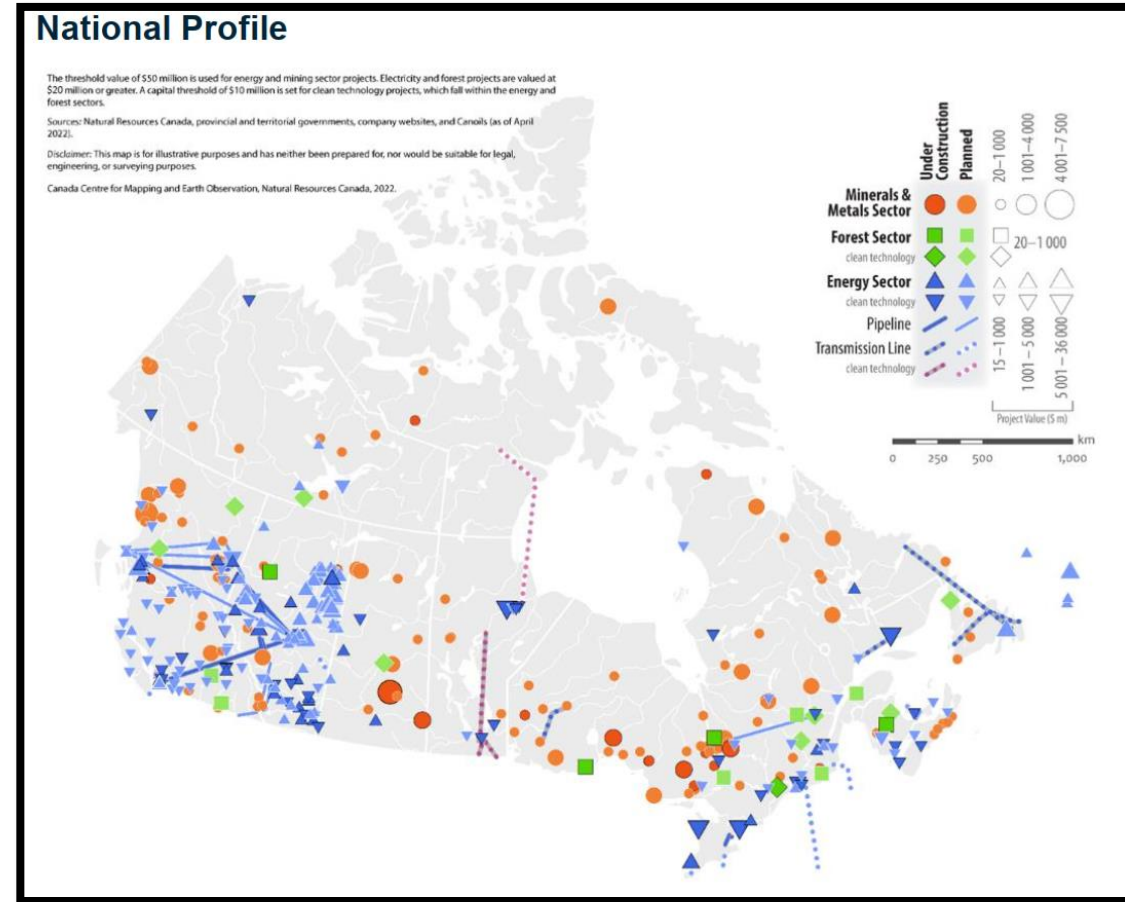 National Profile
The threshold value of $50 million is used for energy and mining sector projects. Electricity and forest projects are valued at
$20 million or greater. A capital threshold of $10 million is set for clean technology projects, which fall within the energy and
forest sectors.
Sources: Natural Resources Canada, provincial and territorial governments, company websites, and Canoils (as of April
2022).
Disclaimer: This map is for illustrative purposes and has neither been prepared for, nor would be suitable for legal,
engineering, or surveying purposes.
Canada Centre for Mapping and Earth Observation, Natural Resources Canada, 2022.
Under
Construction
Planned
20–1 000
1 001–4 000
4 001–7 500
Minerals &
Metals Sector
Forest Sector
20–1 000
clean technology
Energy Sector
clean technology
Pipeline
Transmission Line
clean technology
15–1 000
1 001–5 000
5 001–36 000
Project Value ($ m)
km
0 250 500 1,000